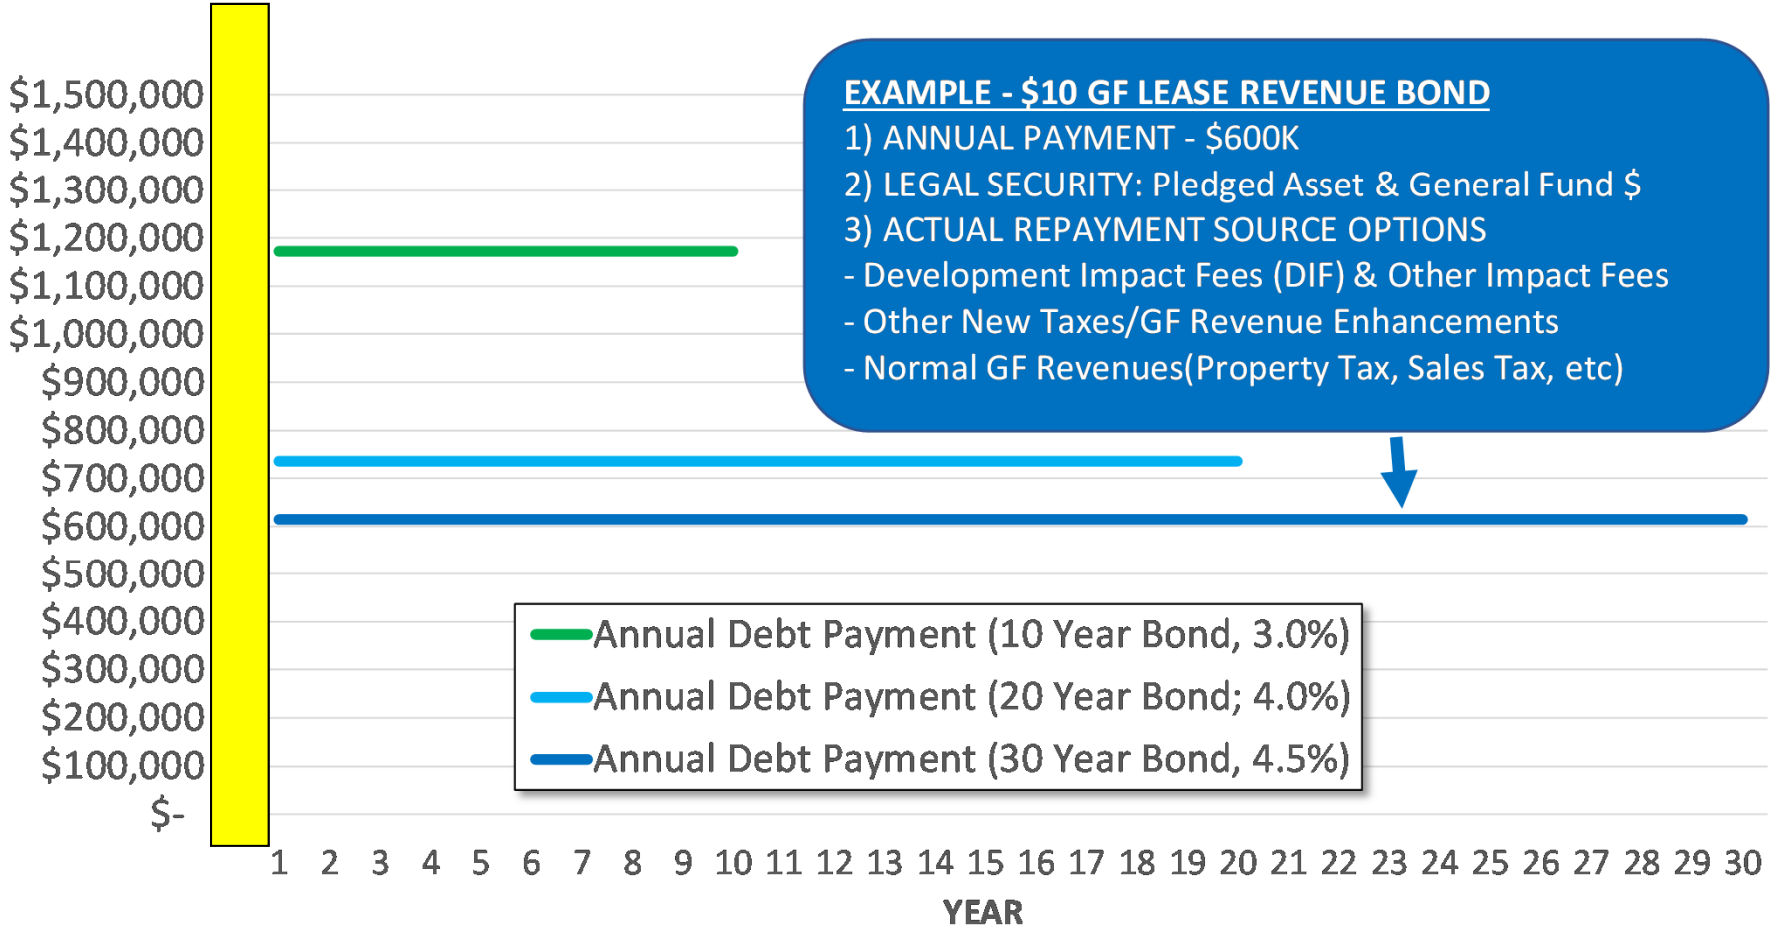 EXAMPLE - $10 GF LEASE REVENUE BOND
1) ANNUAL PAYMENT - $600K
2) LEGAL SECURITY: Pledged Asset & General Fund $
3) ACTUAL REPAYMENT SOURCE OPTIONS
- Development Impact Fees (DIF) & Other Impact Fees
- Other New Taxes/GF Revenue Enhancements
- Normal GF Revenues(Property Tax, Sales Tax, etc)
$1,500,000
$1,400,000
$1,300,000
$1,200,000
$1,100,000
$1,000,000
$900,000
$800,000
$700,000
$600,000
$500,000
$400,000
$300,000
$200,000
$100,000
$-
Annual Debt Payment (10 Year Bond, 3.0%)
Annual Debt Payment (20 Year Bond; 4.0%)
Annual Debt Payment (30 Year Bond, 4.5%)
1 2 3 4 5 6 7 8 9 10 11 12 13 14 15 16 17 18 19 20 21 22 23 24 25 26 27 28 29 30
YEAR